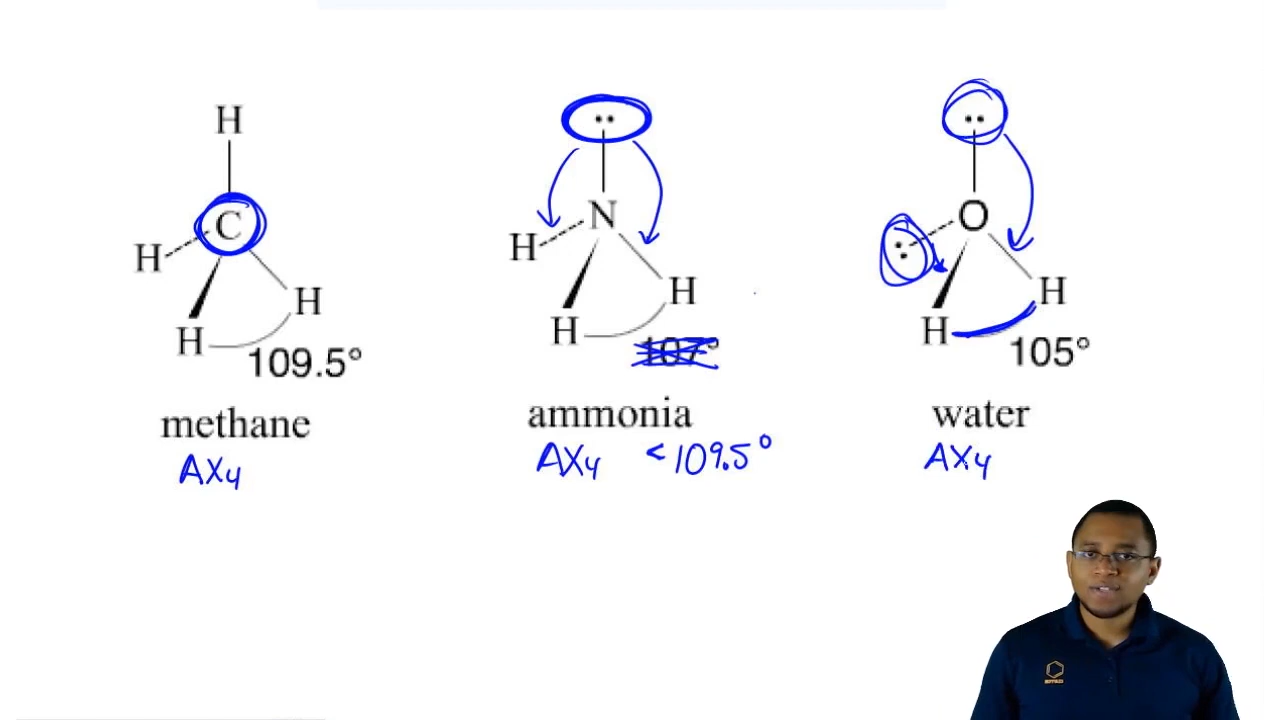 H
C
H
H
H
109.5°
methane
AX₄
··
N
H
H
H
107°
ammonia
AX₄ < 109.5°
··
O
:
H
H
105°
water
AX₄